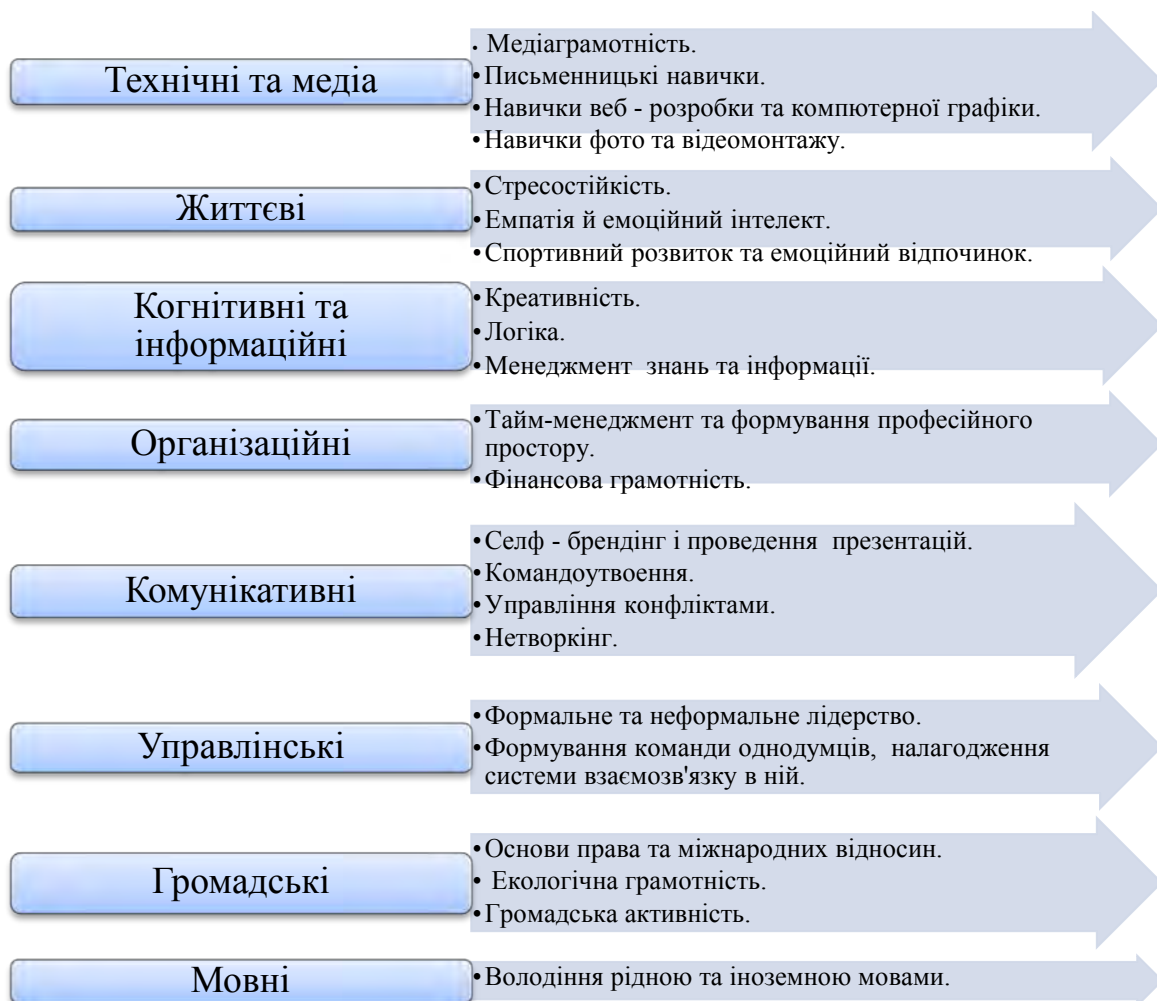 Технічні та медіа
• Медіаграмотність.
• Письменницькі навички.
• Навички веб - розробки та компютерної графіки.
• Навички фото та відеомонтажу.
Життєві
• Стресостійкість.
• Емпатія й емоційний інтелект.
• Спортивний розвиток та емоційний відпочинок.
Когнітивні та
інформаційні
• Креативність.
• Логіка.
• Менеджмент знань та інформації.
Організаційні
• Тайм-менеджмент та формування професійного
простору.
• Фінансова грамотність.
Комунікативні
• Селф - брендінг і проведення презентацій.
• Командоутвоення.
• Управління конфліктами.
• Нетворкінг.
Управлінські
• Формальне та неформальне лідерство.
• Формування команди однодумців, налагодження
системи взаємозв'язку в ній.
Громадські
• Основи права та міжнародних відносин.
• Екологічна грамотність.
• Громадська активність.
Мовні
• Володіння рідною та іноземною мовами.